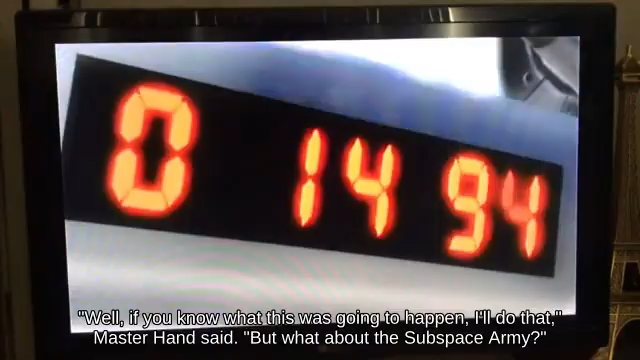 0 14 94
"Well, if you know what this was going to happen, I'll do that,"
Master Hand said. "But what about the Subspace Army?"